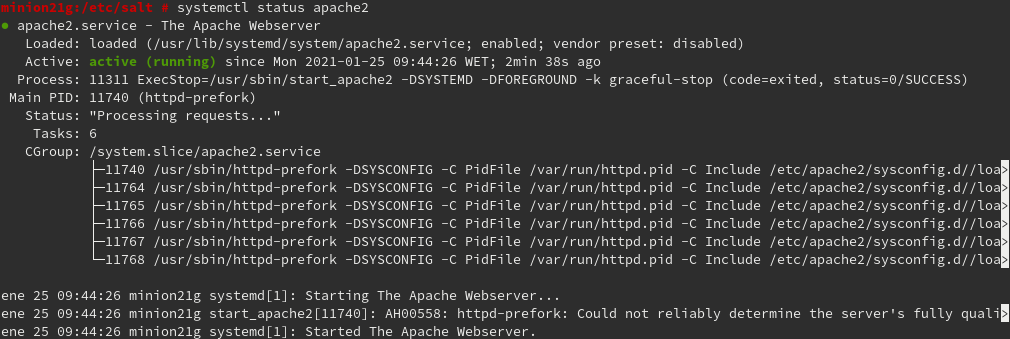 minion21g:/etc/salt # systemctl status apache2
● apache2.service - The Apache Webserver
Loaded: loaded (/usr/lib/systemd/system/apache2.service; enabled; vendor preset: disabled)
Active: active (running) since Mon 2021-01-25 09:44:26 WET; 2min 38s ago
Process: 11311 ExecStop=/usr/sbin/start_apache2 -DSYSTEMD -DFOREGROUND -k graceful-stop (code=exited, status=0/SUCCESS)
Main PID: 11740 (httpd-prefork)
Status: "Processing requests..."
Tasks: 6
CGroup: /system.slice/apache2.service
├─11740 /usr/sbin/httpd-prefork -DSYSCONFIG -C PidFile /var/run/httpd.pid -C Include /etc/apache2/sysconfig.d//loa>
├─11764 /usr/sbin/httpd-prefork -DSYSCONFIG -C PidFile /var/run/httpd.pid -C Include /etc/apache2/sysconfig.d//loa>
├─11765 /usr/sbin/httpd-prefork -DSYSCONFIG -C PidFile /var/run/httpd.pid -C Include /etc/apache2/sysconfig.d//loa>
├─11766 /usr/sbin/httpd-prefork -DSYSCONFIG -C PidFile /var/run/httpd.pid -C Include /etc/apache2/sysconfig.d//loa>
├─11767 /usr/sbin/httpd-prefork -DSYSCONFIG -C PidFile /var/run/httpd.pid -C Include /etc/apache2/sysconfig.d//loa>
└─11768 /usr/sbin/httpd-prefork -DSYSCONFIG -C PidFile /var/run/httpd.pid -C Include /etc/apache2/sysconfig.d//loa>
ene 25 09:44:26 minion21g systemd[1]: Starting The Apache Webserver...
ene 25 09:44:26 minion21g start_apache2[11740]: AH00558: httpd-prefork: Could not reliably determine the server's fully quali>
ene 25 09:44:26 minion21g systemd[1]: Started The Apache Webserver.